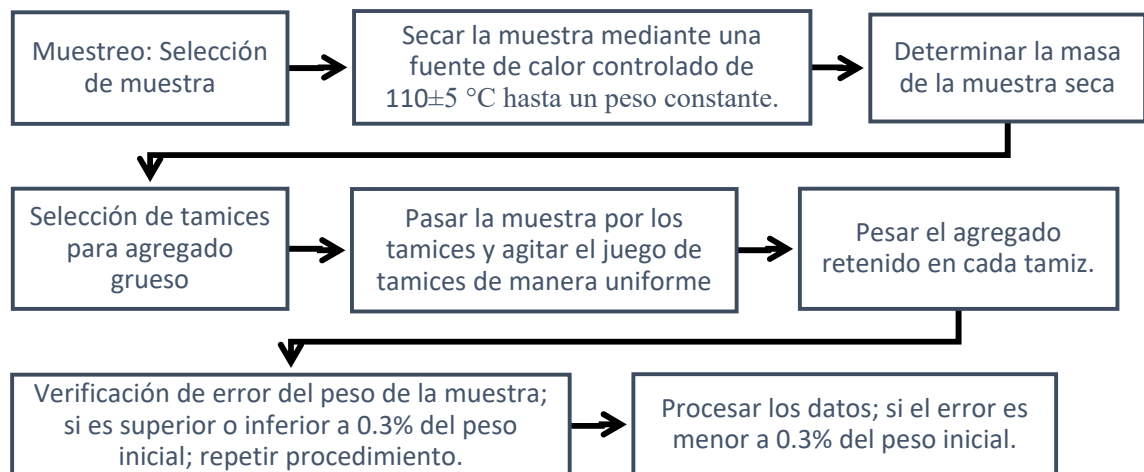 Muestreo: Selección
de muestra
Secar la muestra mediante una
fuente de calor controlado de
110±5 °C hasta un peso constante.
Determinar la masa
de la muestra seca
Selección de tamices
para agregado
grueso
Pasar la muestra por los
tamices y agitar el juego de
tamices de manera uniforme
Pesar el agregado
retenido en cada tamiz.
Verificación de error del peso de la muestra;
si es superior o inferior a 0.3% del peso
inicial; repetir procedimiento.
Procesar los datos; si el error es
menor a 0.3% del peso inicial.